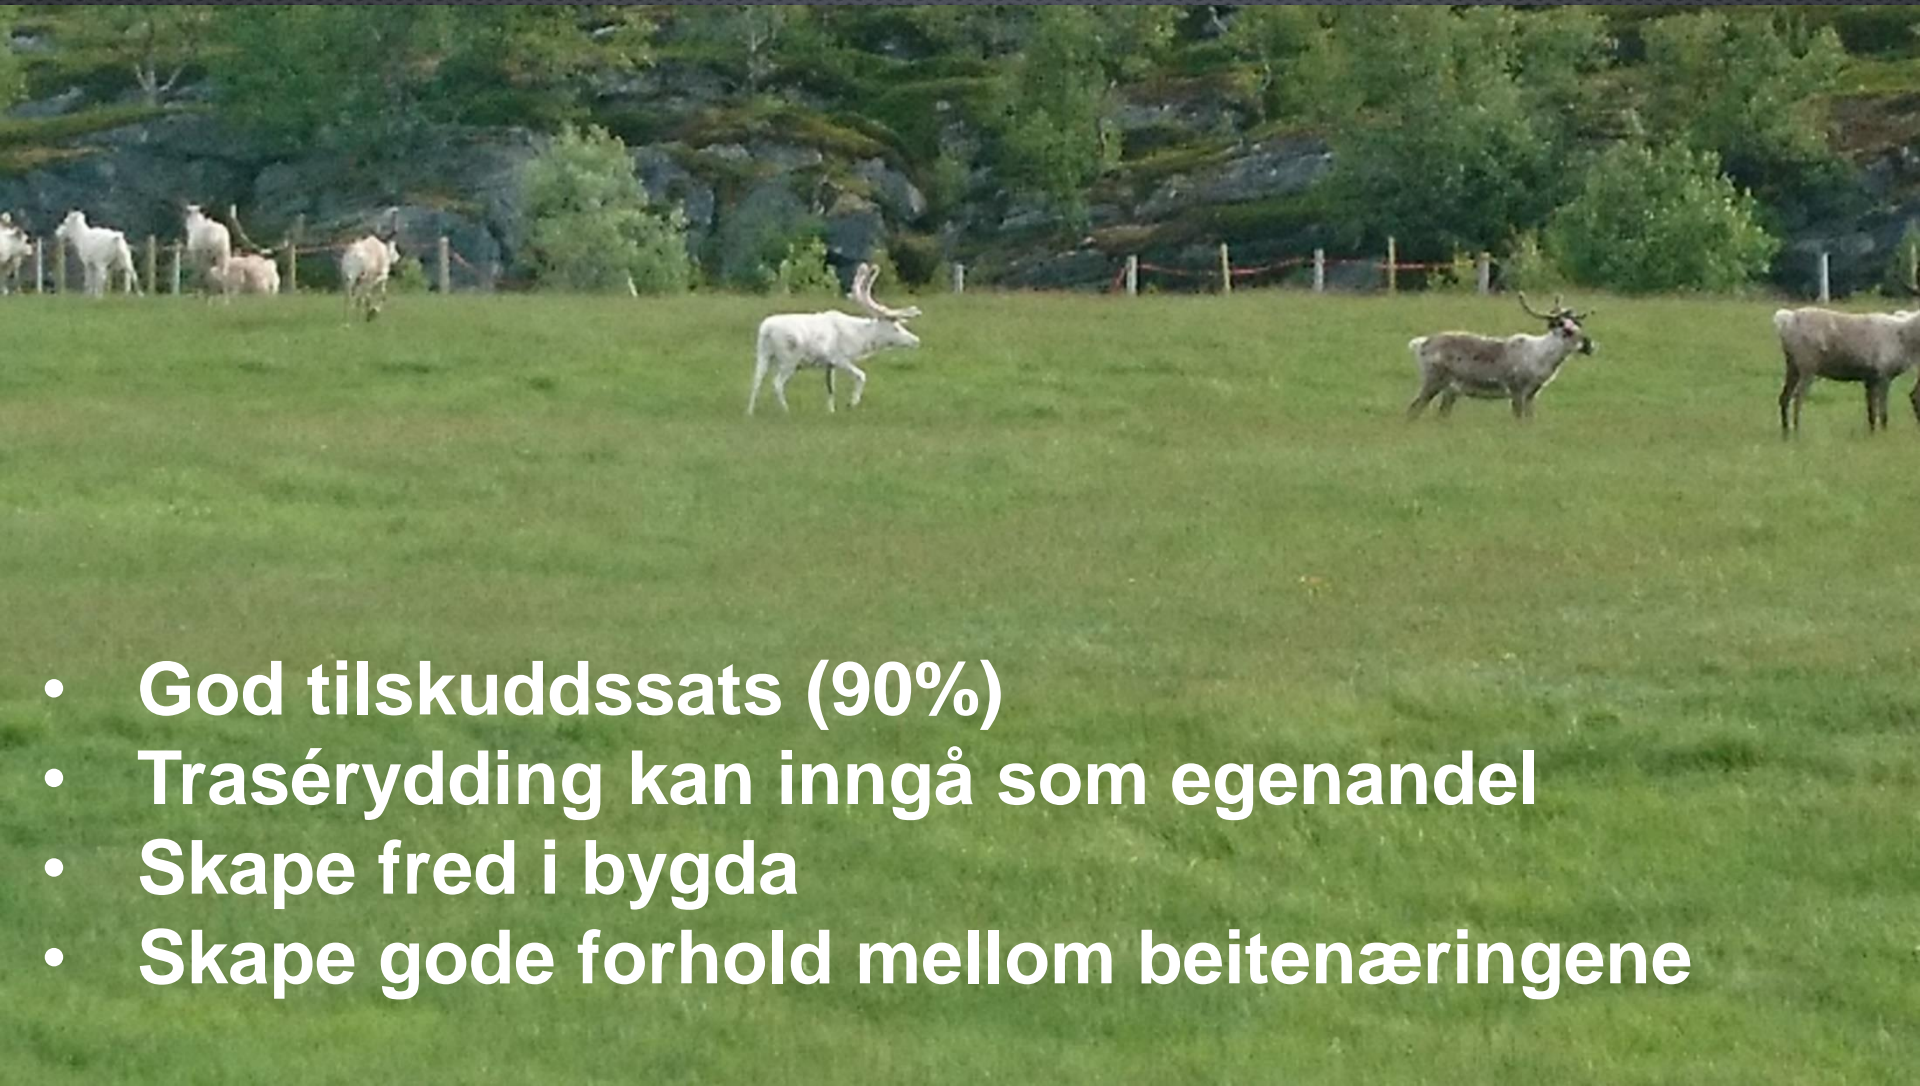 • God tilskuddssats (90%)
• Trasérydding kan inngå som egenandel
• Skape fred i bygda
• Skape gode forhold mellom beitenæringene